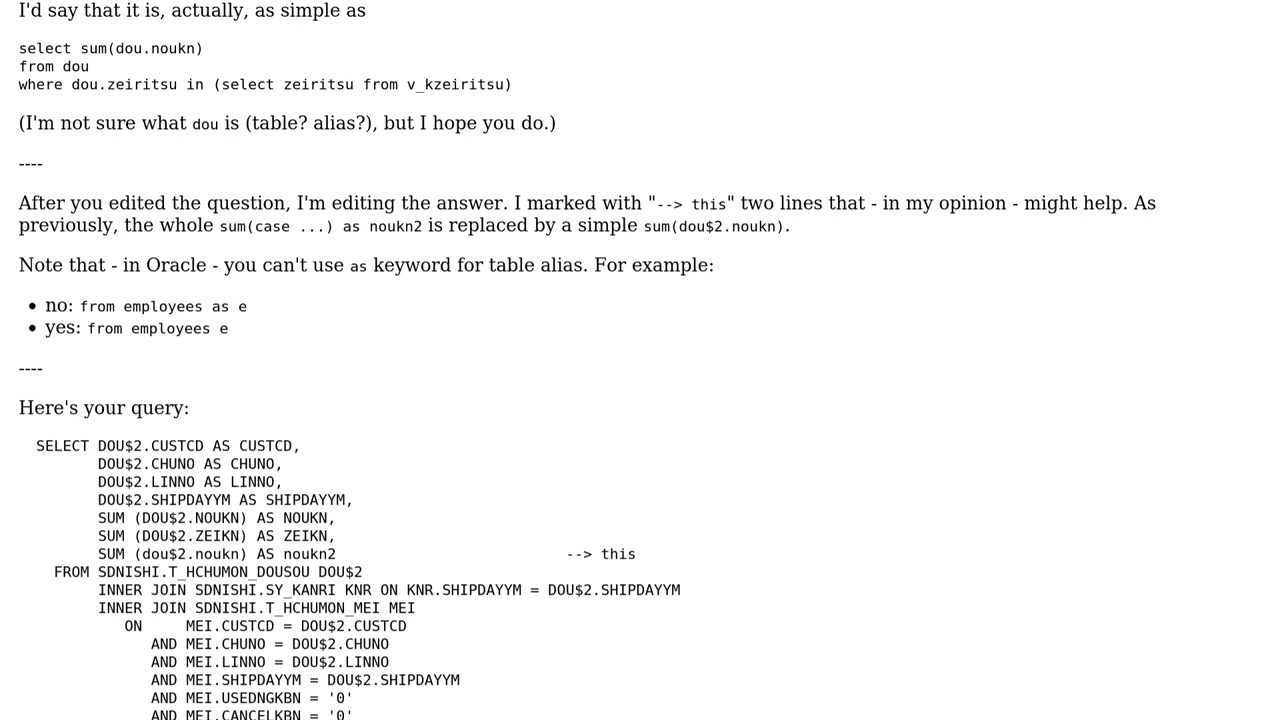 I'd say that it is, actually, as simple as
select sum(dou.noukn)
from dou
where dou.zeiritsu in (select zeiritsu from v_kzeiritsu)
(I'm not sure what dou is (table? alias?), but I hope you do.)
----
After you edited the question, I'm editing the answer. I marked with "--> this" two lines that - in my opinion - might help. As
previously, the whole sum(case ...) as noukn2 is replaced by a simple sum(dou$2.noukn).
Note that - in Oracle - you can't use as keyword for table alias. For example:
• no: from employees as e
• yes: from employees e
----
Here's your query:
SELECT DOU$2.CUSTCD AS CUSTCD,
DOU$2.CHUNO AS CHUNO,
DOU$2.LINNO AS LINNO,
DOU$2.SHIPDAYYM AS SHIPDAYYM,
SUM (DOU$2.NOUKN) AS NOUKN,
SUM (DOU$2.ZEIKN) AS ZEIKN,
SUM (dou$2.noukn) AS noukn2 --> this
FROM SDNISHI.T_HCHUMON_DOUSOU DOU$2
INNER JOIN SDNISHI.SY_KANRI KNR ON KNR.SHIPDAYYM = DOU$2.SHIPDAYYM
INNER JOIN SDNISHI.T_HCHUMON_MEI MEI
ON MEI.CUSTCD = DOU$2.CUSTCD
AND MEI.CHUNO = DOU$2.CHUNO
AND MEI.LINNO = DOU$2.LINNO
AND MEI.SHIPDAYYM = DOU$2.SHIPDAYYM
AND MEI.USEDNGKBN = '0'
AND MEI.CANCELKBN = '0'